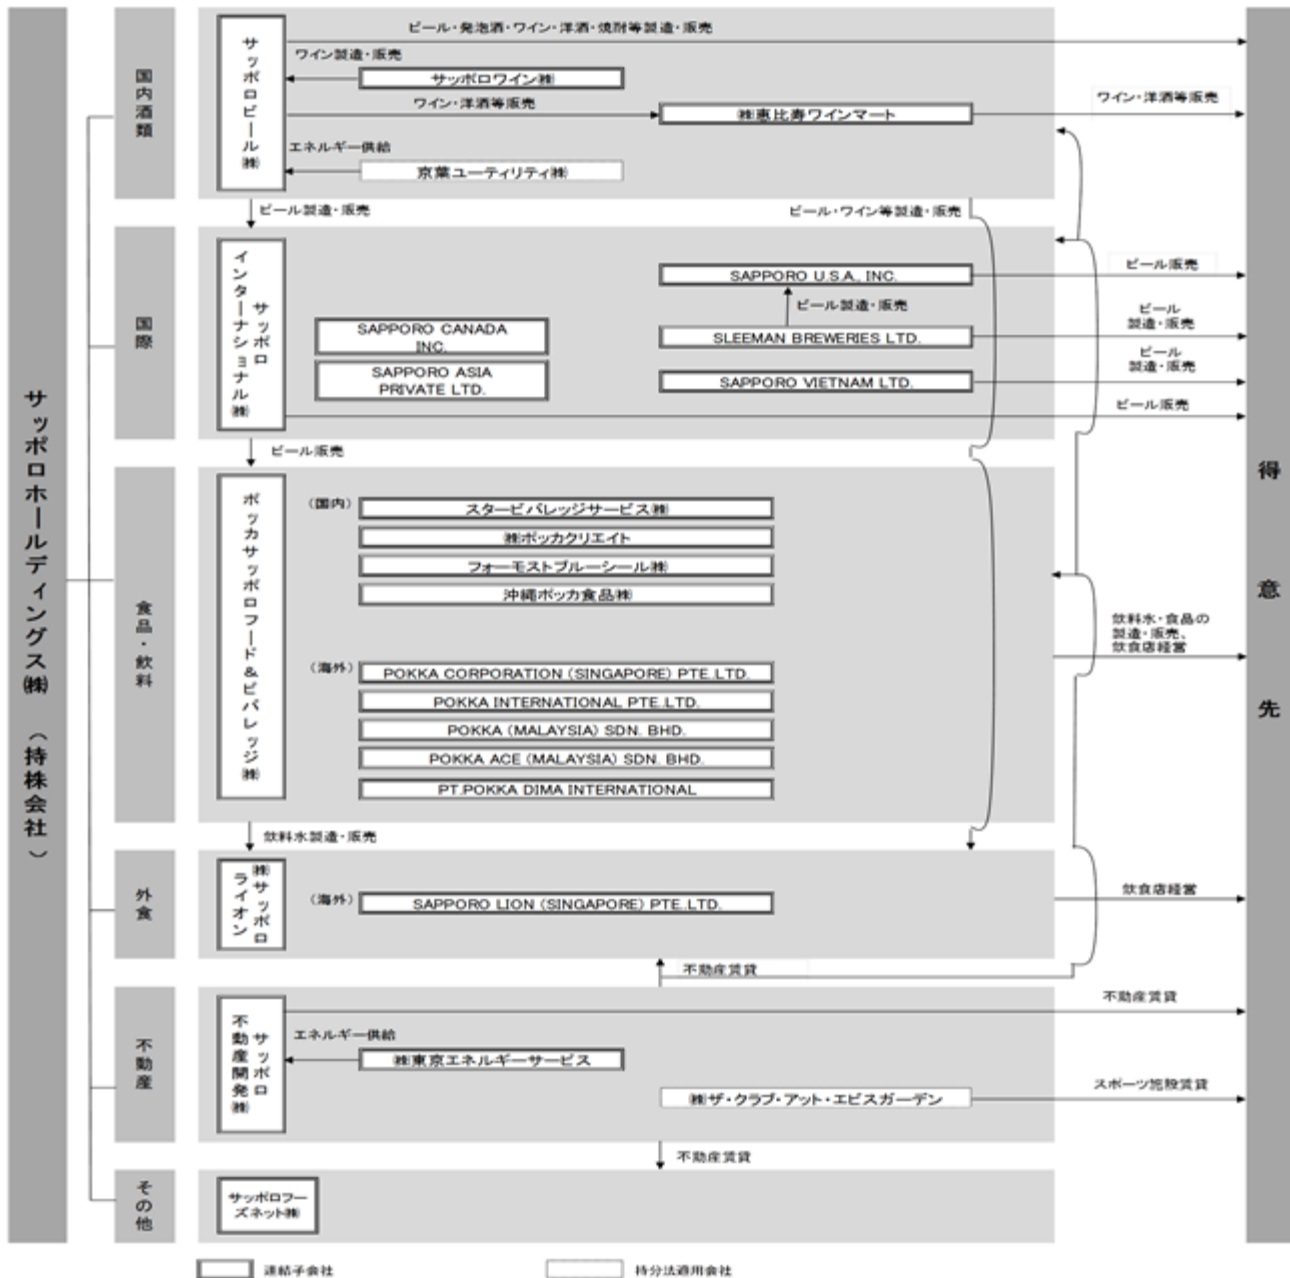 サッポロホールディングス㈱（持株会社）
国内酒類
サッポロビール㈱
ビール・発泡酒・ワイン・洋酒・焼酎等製造・販売
ワイン製造・販売
サッポロワイン㈱
ワイン・洋酒等販売
㈱恵比寿ワインマート
ワイン・洋酒等販売
エネルギー供給
京葉ユーティリティ㈱
ビール製造・販売
ビール・ワイン等製造・販売
国際
サッポロインターナショナル㈱
SAPPORO U.S.A., INC.
ビール販売
ビール製造・販売
SAPPORO CANADA
INC.
SLEEMAN BREWERIES LTD.
ビール
製造・販売
SAPPORO ASIA
PRIVATE LTD.
SAPPORO VIETNAM LTD.
ビール
製造・販売
ビール販売
ビール販売
食品・飲料
ポッカサッポロフード&ビバレッジ㈱
（国内）
スタービバレッジサービス㈱
㈱ポッカクリエイト
フォーモストブルーシール㈱
沖縄ポッカ食品㈱
飲料水・食品の
製造・販売、
飲食店経営
（海外）
POKKA CORPORATION (SINGAPORE) PTE.LTD.
POKKA INTERNATIONAL PTE.LTD.
POKKA (MALAYSIA) SDN. BHD.
POKKA ACE (MALAYSIA) SDN. BHD.
PT.POKKA DIMA INTERNATIONAL
飲料水製造・販売
外食
㈱サッポロライオン
（海外）
SAPPORO LION (SINGAPORE) PTE.LTD.
飲食店経営
不動産賃貸
不動産
サッポロ不動産開発㈱
不動産賃貸
エネルギー供給
㈱東京エネルギーサービス
㈱ザ・クラブ・アット・エビスガーデン
スポーツ施設賃貸
不動産賃貸
その他
サッポロフー
ズネット㈱
得意先
連結子会社
持分法適用会社